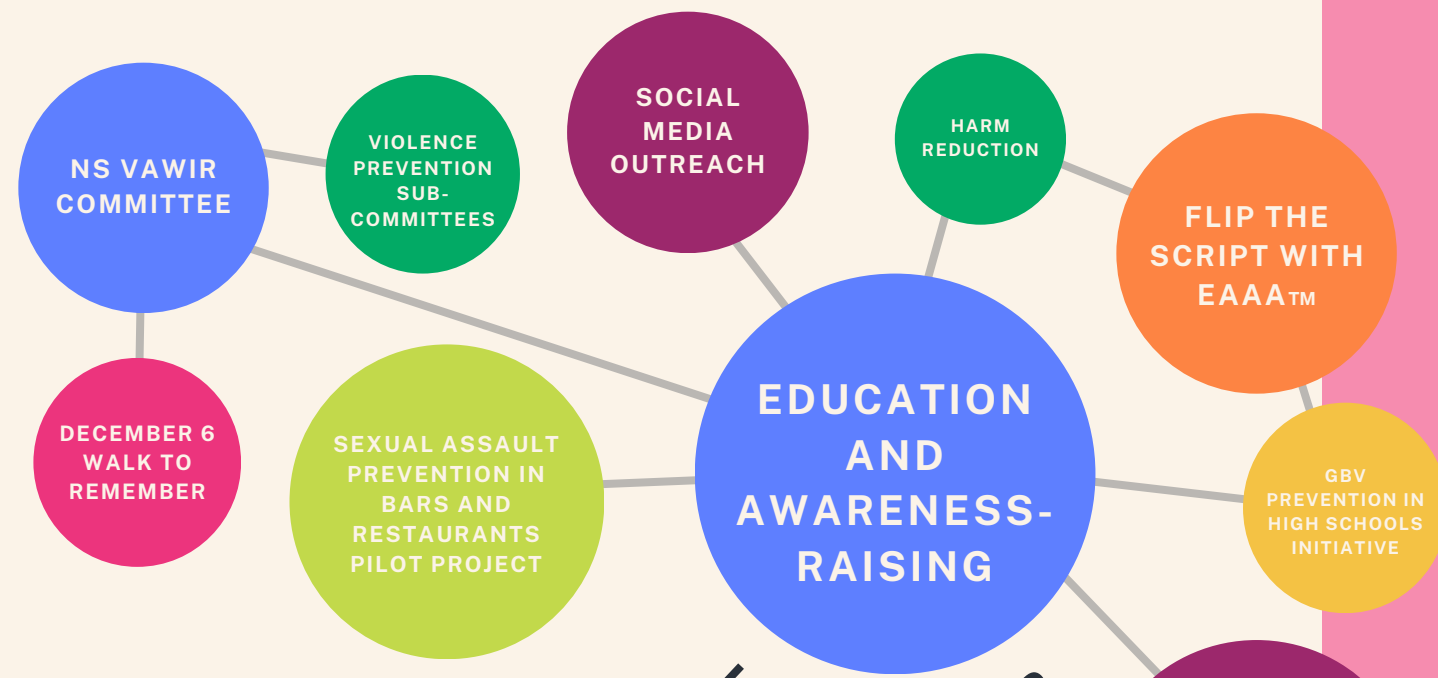 NS VAWIR
COMMITTEE
VIOLENCE
PREVENTION
SUB-
COMMITTEES
SOCIAL
MEDIA
OUTREACH
HARM
REDUCTION
FLIP THE
SCRIPT WITH
EAAA™
DECEMBER 6
WALK TO
REMEMBER
SEXUAL ASSAULT
PREVENTION IN
BARS AND
RESTAURANTS
PILOT PROJECT
EDUCATION
AND
AWARENESS-
RAISING
GBV
PREVENTION IN
HIGH SCHOOLS
INITIATIVE